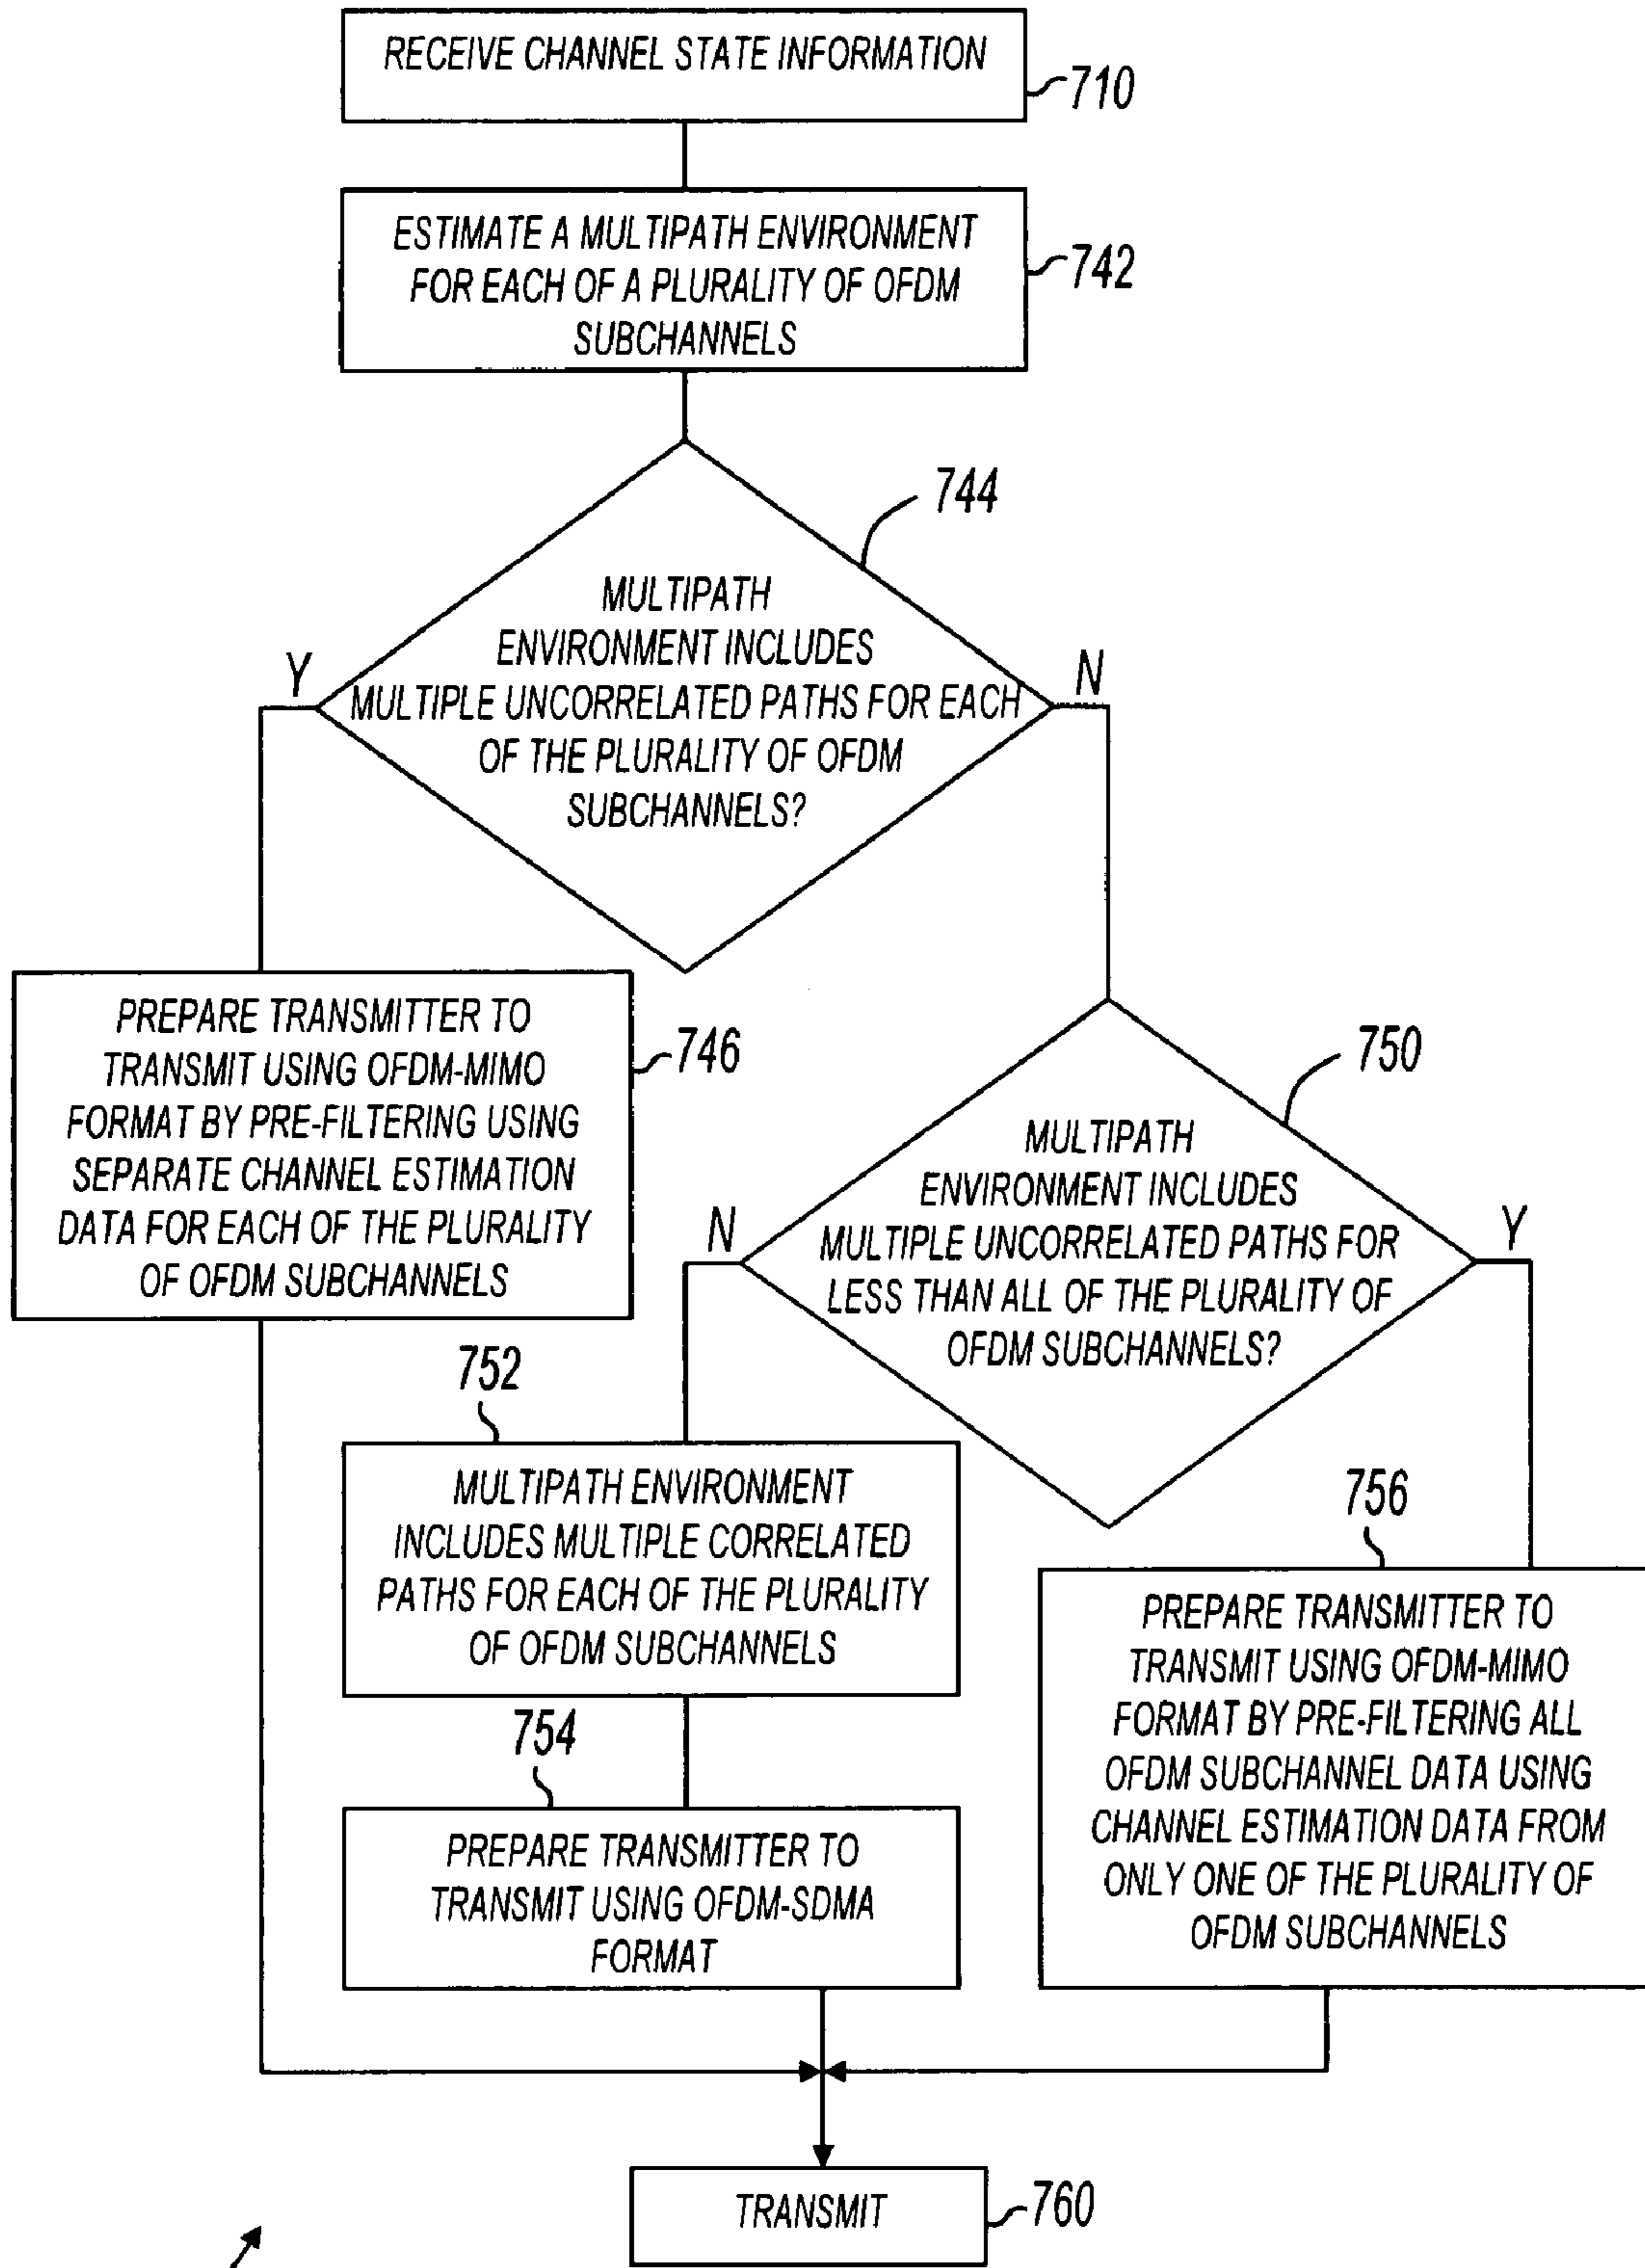 RECEIVE CHANNEL STATE INFORMATION
710
ESTIMATE A MULTIPATH ENVIRONMENT
FOR EACH OF A PLURALITY OF OFDM
SUBCHANNELS
742
744
MULTIPATH
ENVIRONMENT INCLUDES
MULTIPLE UNCORRELATED PATHS FOR EACH
OF THE PLURALITY OF OFDM
SUBCHANNELS?
Y
N
PREPARE TRANSMITTER TO
TRANSMIT USING OFDM-MIMO
FORMAT BY PRE-FILTERING USING
SEPARATE CHANNEL ESTIMATION
DATA FOR EACH OF THE PLURALITY
OF OFDM SUBCHANNELS
746
750
MULTIPATH
ENVIRONMENT INCLUDES
MULTIPLE UNCORRELATED PATHS FOR
LESS THAN ALL OF THE PLURALITY OF
OFDM SUBCHANNELS?
N
Y
752
MULTIPATH ENVIRONMENT
INCLUDES MULTIPLE CORRELATED
PATHS FOR EACH OF THE PLURALITY
OF OFDM SUBCHANNELS
754
PREPARE TRANSMITTER TO
TRANSMIT USING OFDM-SDMA
FORMAT
756
PREPARE TRANSMITTER TO
TRANSMIT USING OFDM-MIMO
FORMAT BY PRE-FILTERING ALL
OFDM SUBCHANNEL DATA USING
CHANNEL ESTIMATION DATA FROM
ONLY ONE OF THE PLURALITY OF
OFDM SUBCHANNELS
TRANSMIT
760